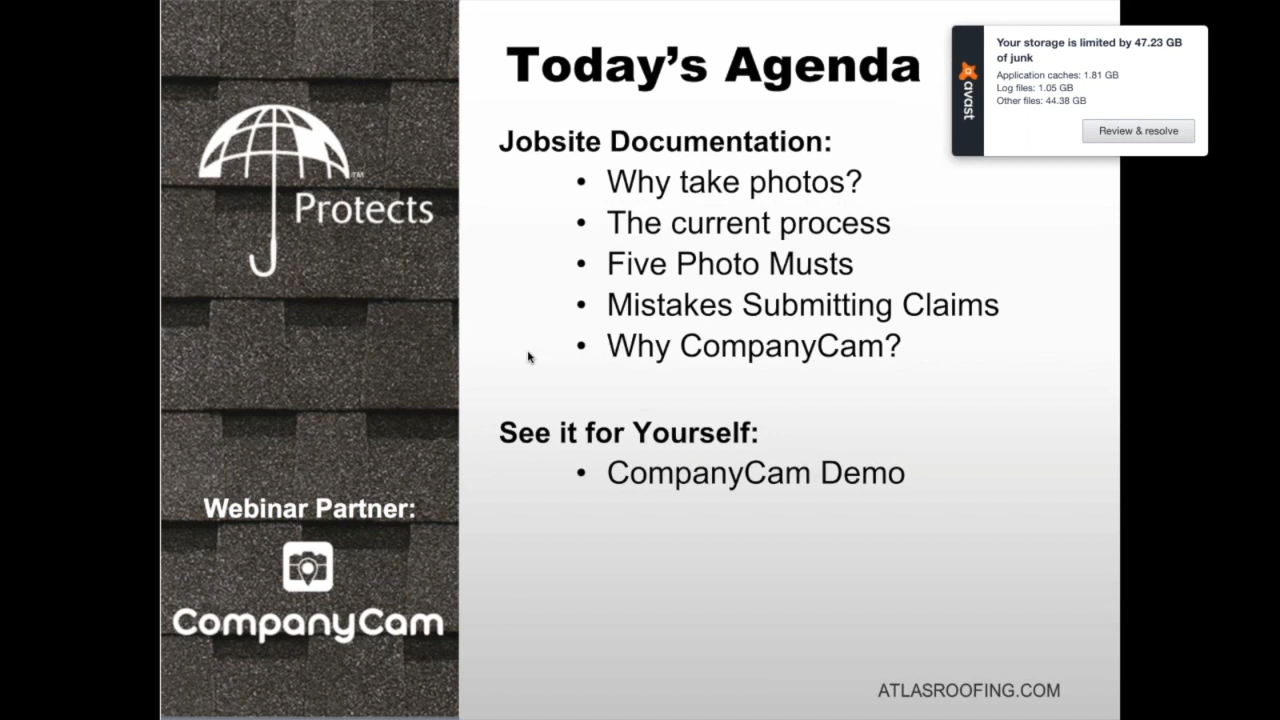 Today's Agenda
Jobsite Documentation:
• Why take photos?
• The current process
• Five Photo Musts
• Mistakes Submitting Claims
• Why CompanyCam?
See it for Yourself:
• CompanyCam Demo
ATLASROOFING.COM
Protects
TM
Webinar Partner:
CompanyCam
avast
Your storage is limited by 47.23 GB
of junk
Application caches: 1.81 GB
Log files: 1.05 GB
Other files: 44.38 GB
Review & resolve